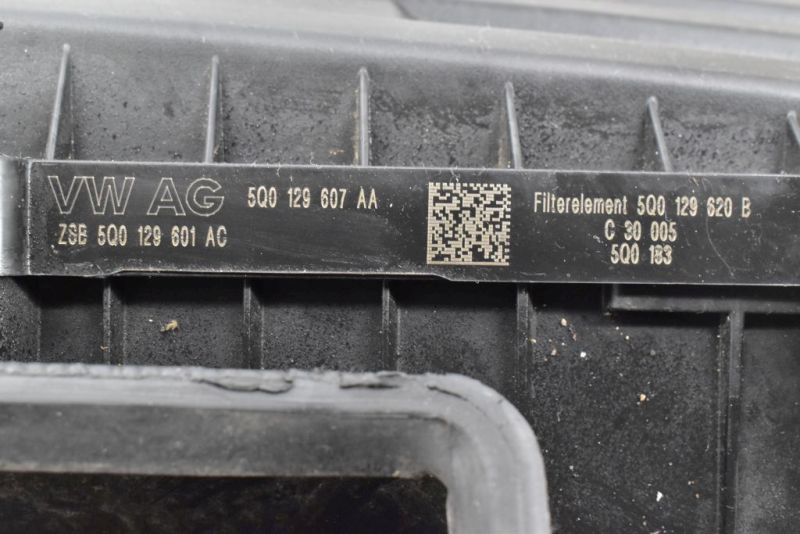 VW AG 5Q0 129 607 AA
ZSB 5Q0 129 601 AC
Filterelement 5Q0 129 620 B
C 30 005
5Q0 183